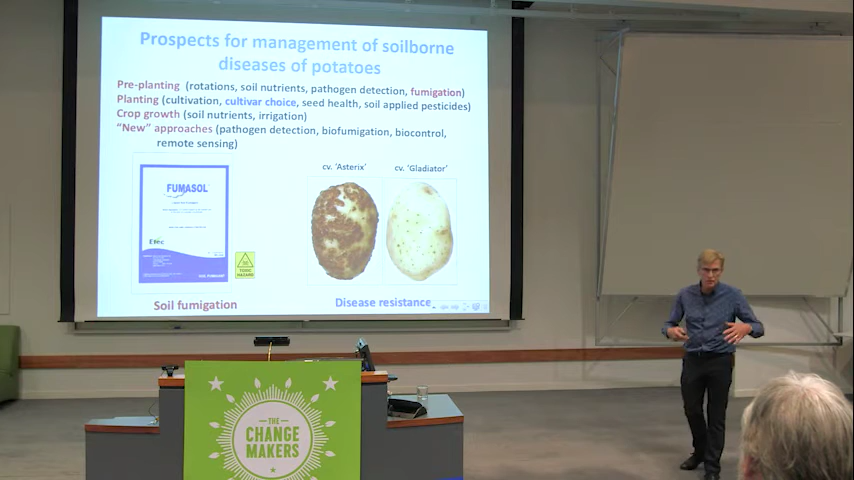 Prospects for management of soilborne
diseases of potatoes
Pre-planting (rotations, soil nutrients, pathogen detection, fumigation)
Planting (cultivation, cultivar choice, seed health, soil applied pesticides)
Crop growth (soil nutrients, irrigation)
“New” approaches (pathogen detection, biofumigation, biocontrol,
remote sensing)
cv. ‘Asterix’ cv. ‘Gladiator’
FUMASOL
Etec
TOXIC
HAZARD
Soil fumigation
Disease resistance
THE
CHANGE
MAKERS